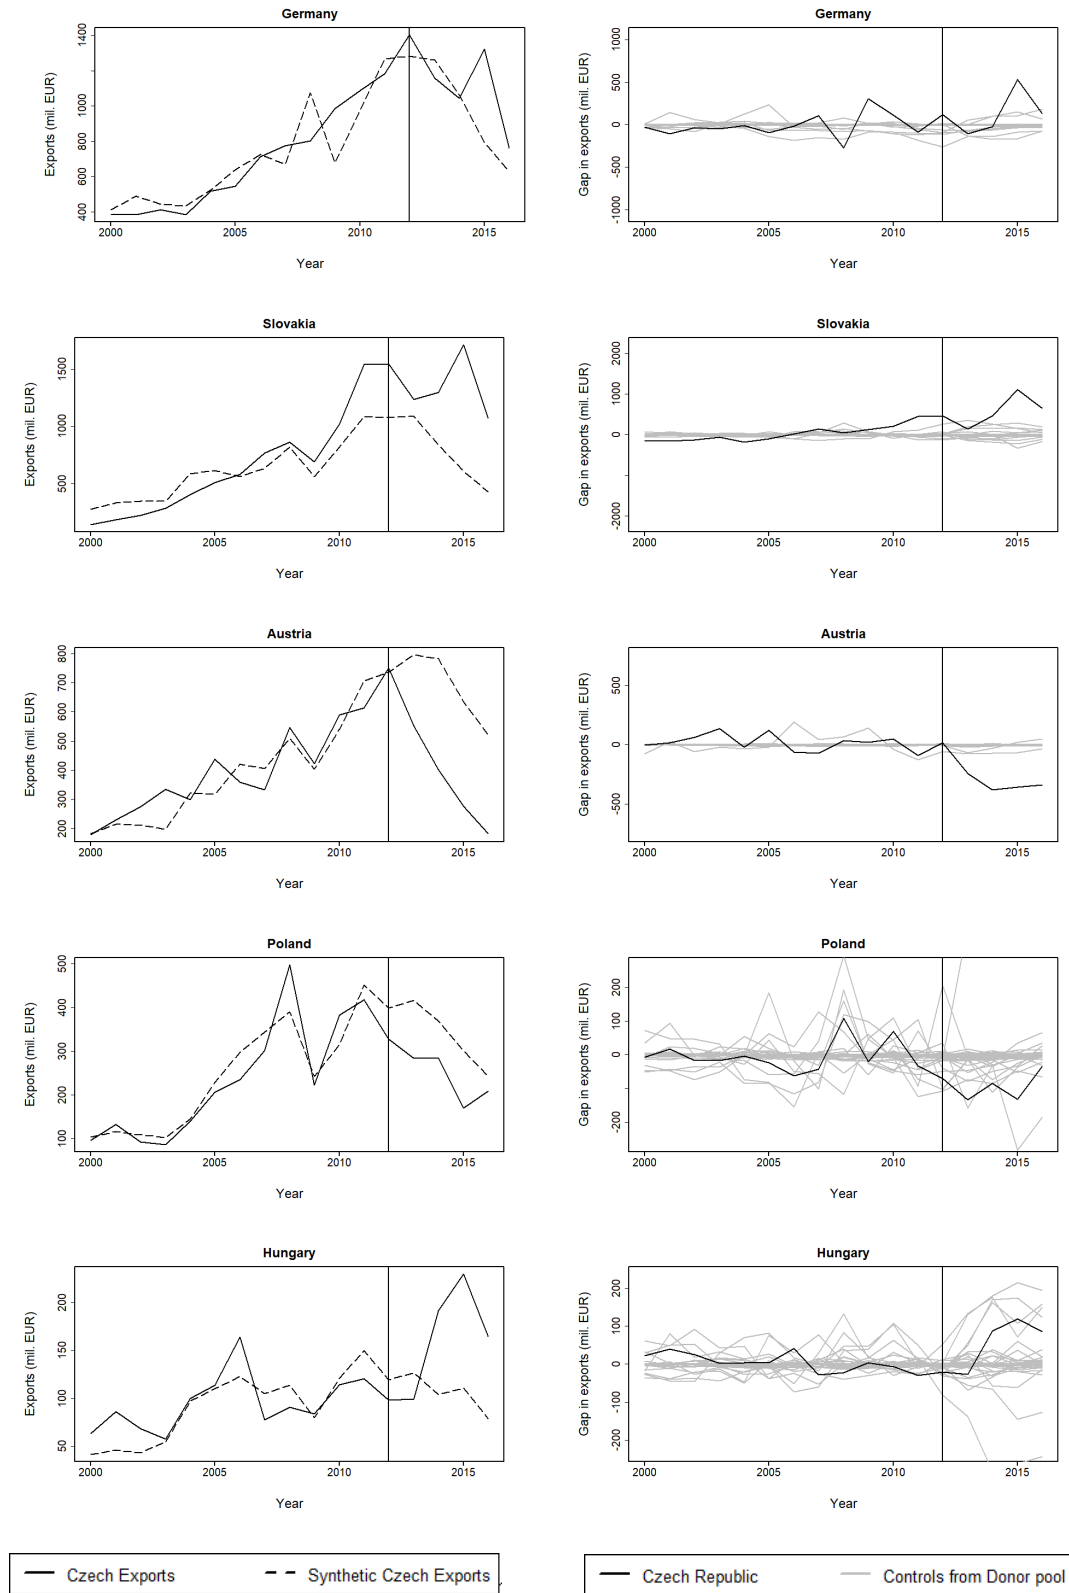 Germany
Exports (mil. EUR)
400 600 800 1000 1400
2000 2005 2010 2015
Year
Germany
Gap in exports (mil. EUR)
-1000 -500 0 500 1000
2000 2005 2010 2015
Year
Slovakia
Exports (mil. EUR)
500 1000 1500
2000 2005 2010 2015
Year
Slovakia
Gap in exports (mil. EUR)
-2000 0 1000 2000
2000 2005 2010 2015
Year
Austria
Exports (mil. EUR)
200 300 400 500 600 700 800
2000 2005 2010 2015
Year
Austria
Gap in exports (mil. EUR)
-500 0 500
2000 2005 2010 2015
Year
Poland
Exports (mil. EUR)
100 200 300 400 500
2000 2005 2010 2015
Year
Poland
Gap in exports (mil. EUR)
-200 0 100 200
2000 2005 2010 2015
Year
Hungary
Exports (mil. EUR)
50 100 150 200
2000 2005 2010 2015
Year
Hungary
Gap in exports (mil. EUR)
-200 -100 0 100 200
2000 2005 2010 2015
Year
Czech Exports Synthetic Czech Exports
Czech Republic Controls from Donor pool